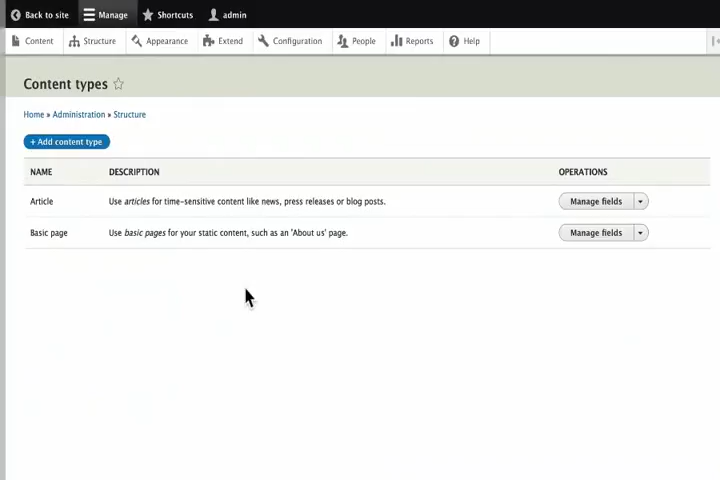 Back to site Manage Shortcuts admin
Content Structure Appearance Extend Configuration People Reports Help
Content types
Home » Administration » Structure
+ Add content type
NAME DESCRIPTION OPERATIONS
Article Use articles for time-sensitive content like news, press releases or blog posts. Manage fields
Basic page Use basic pages for your static content, such as an 'About us' page. Manage fields